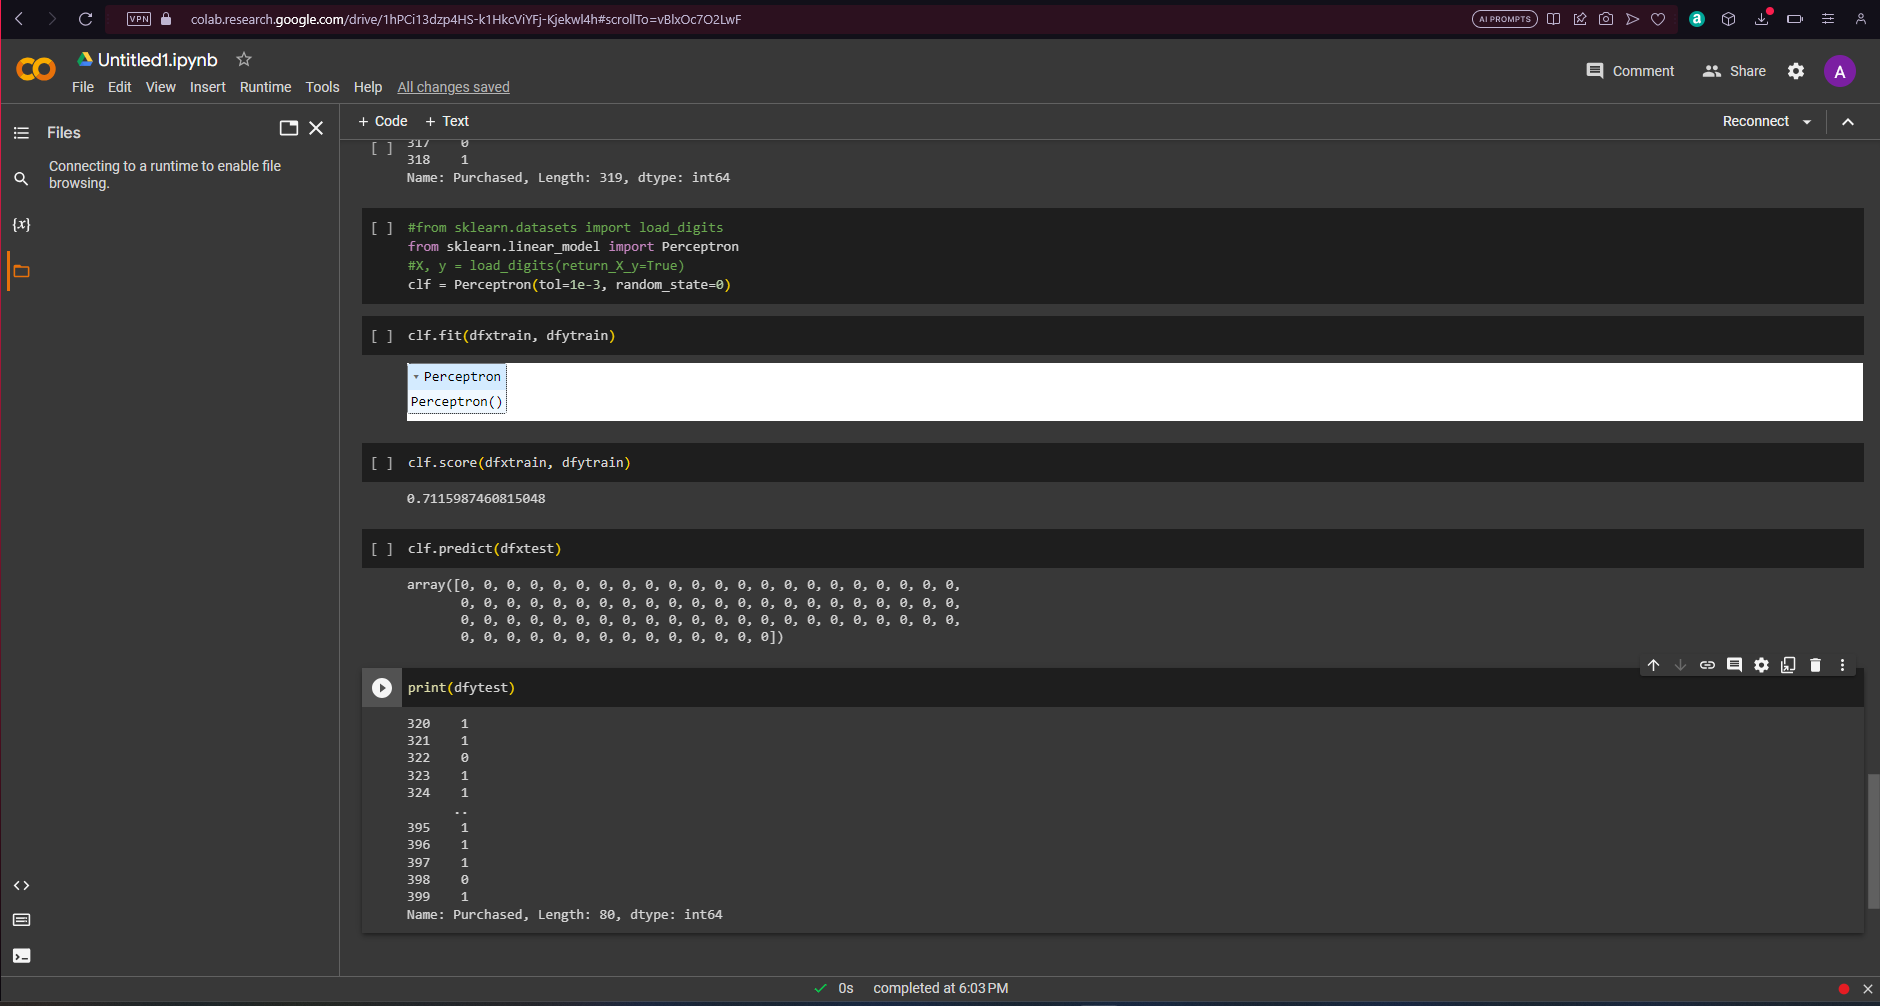 VPN colab.research.google.com/drive/1hPCi13dzp4HS-k1HkcViYFj-Kjekwl4h#scrollTo=vBlxOc7O2LwF AI PROMPTS a
CO Untitled1.ipynb
File Edit View Insert Runtime Tools Help All changes saved
Comment Share A
Files
Connecting to a runtime to enable file
browsing.
{x}
+ Code + Text Reconnect
317 0
[ ] 318 1
Name: Purchased, Length: 319, dtype: int64
[ ] #from sklearn.datasets import load_digits
from sklearn.linear_model import Perceptron
#X, y = load_digits(return_X_y=True)
clf = Perceptron(tol=1e-3, random_state=0)
[ ] clf.fit(dfxtrain, dfytrain)
Perceptron
Perceptron()
[ ] clf.score(dfxtrain, dfytrain)
0.7115987460815048
[ ] clf.predict(dfxtest)
array([0, 0, 0, 0, 0, 0, 0, 0, 0, 0, 0, 0, 0, 0, 0, 0, 0, 0, 0, 0, 0, 0,
0, 0, 0, 0, 0, 0, 0, 0, 0, 0, 0, 0, 0, 0, 0, 0, 0, 0, 0, 0, 0, 0,
0, 0, 0, 0, 0, 0, 0, 0, 0, 0, 0, 0, 0, 0, 0, 0, 0, 0, 0, 0, 0, 0,
0, 0, 0, 0, 0, 0, 0, 0, 0, 0, 0, 0, 0, 0])
print(dfytest)
320 1
321 1
322 0
323 1
324 1
..
395 1
396 1
397 1
398 0
399 1
Name: Purchased, Length: 80, dtype: int64
0s completed at 6:03 PM